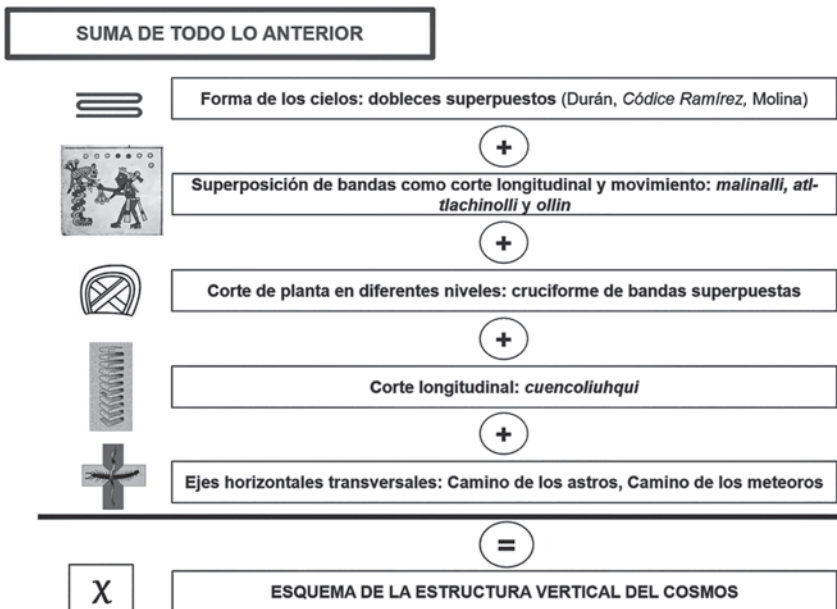 SUMA DE TODO LO ANTERIOR
Forma de los cielos: dobleces superpuestos (Durán, Códice Ramírez, Molina)
+
Superposición de bandas como corte longitudinal y movimiento: malinalli, atl-
tlachinolli y ollin
+
Corte de planta en diferentes niveles: cruciforme de bandas superpuestas
+
Corte longitudinal: cuencoliuhqui
+
Ejes horizontales transversales: Camino de los astros, Camino de los meteoros
=
χ
ESQUEMA DE LA ESTRUCTURA VERTICAL DEL COSMOS